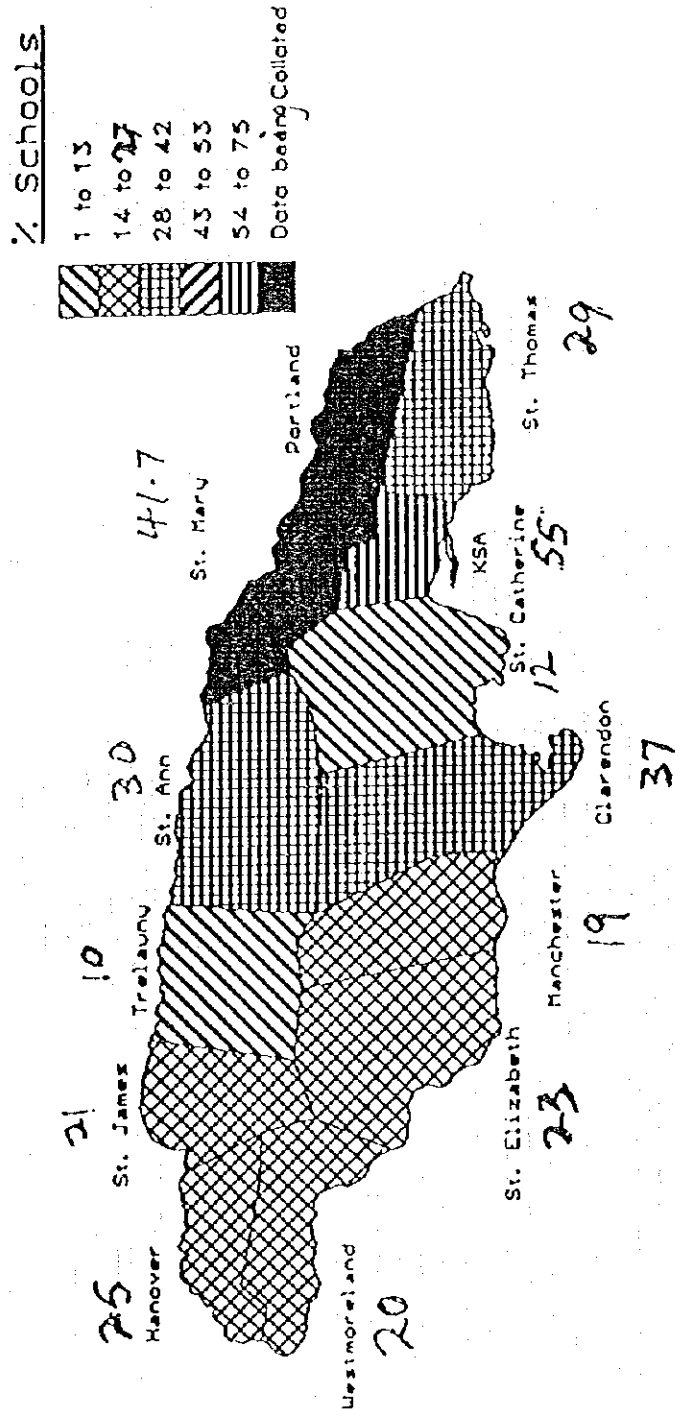 % Schools
1 to 13
14 to 27
28 to 42
43 to 53
54 to 75
Data being Collated
25
Hanover
21
St. James
10
Trelauny
30
St. Ann
41.7
St. Mary
Portland
Westmoreland
20
St. Elizabeth
23
Manchester
19
Clarendon
37
St. Catherine
12
KSA
55
St. Thomas
29